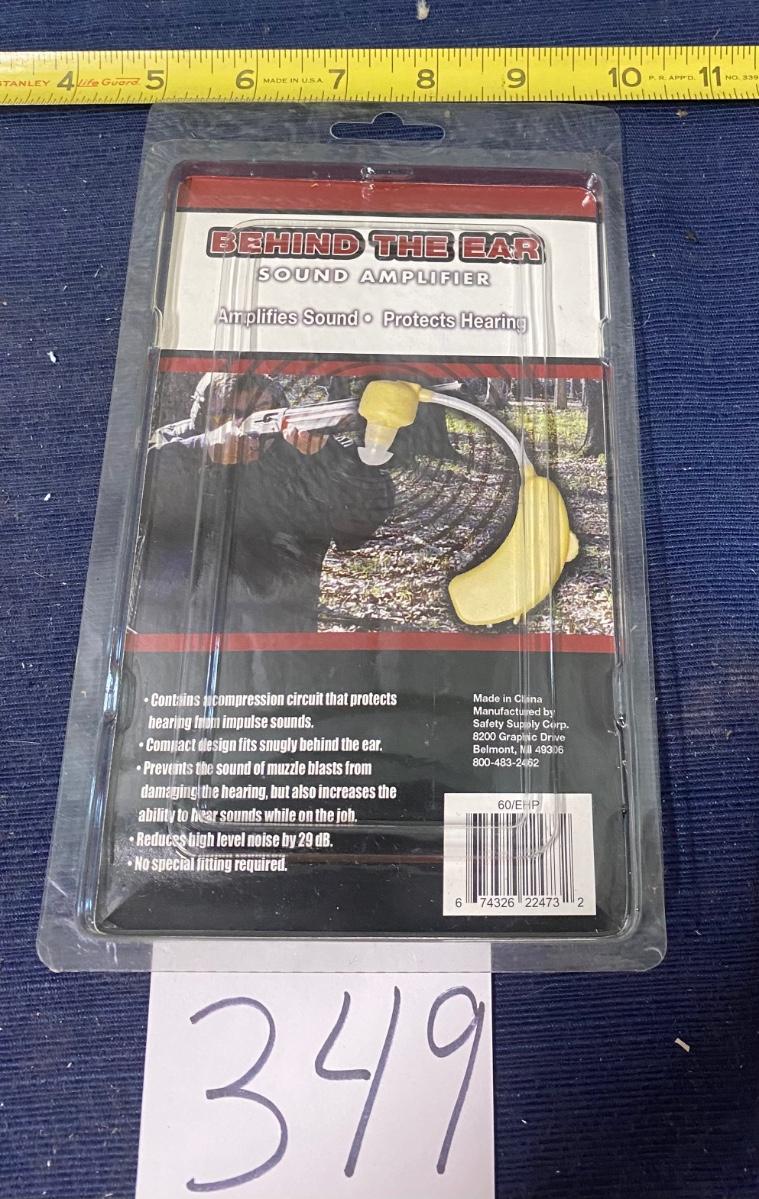 STANLEY 4 Life Guard 5 6 MADE IN U.S.A. 7 8 9 10 P.R. APP'D. 11 NO. 339
BEHIND THE EAR
SOUND AMPLIFIER
Amplifies Sound • Protects Hearing
• Contains a compression circuit that protects
hearing from impulse sounds.
• Compact design fits snugly behind the ear.
• Prevents the sound of muzzle blasts from
damaging the hearing, but also increases the
ability to hear sounds while on the job.
• Reduces high level noise by 29 dB.
• No special fitting required.
Made in China
Manufactured by
Safety Supply Corp.
8200 Graphic Drive
Belmont, MI 49306
800-483-2462
60/EHP
6 74326 22473 2
349